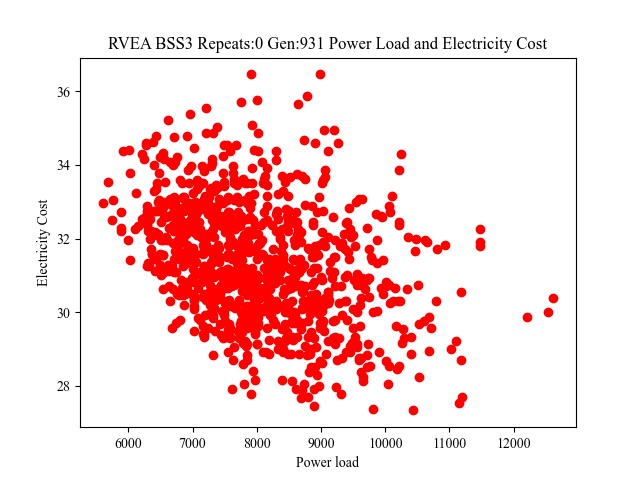 RVEA BSS3 Repeats:0 Gen:931 Power Load and Electricity Cost
36
34
32
30
28
Electricity Cost
6000 7000 8000 9000 10000 11000 12000
Power load